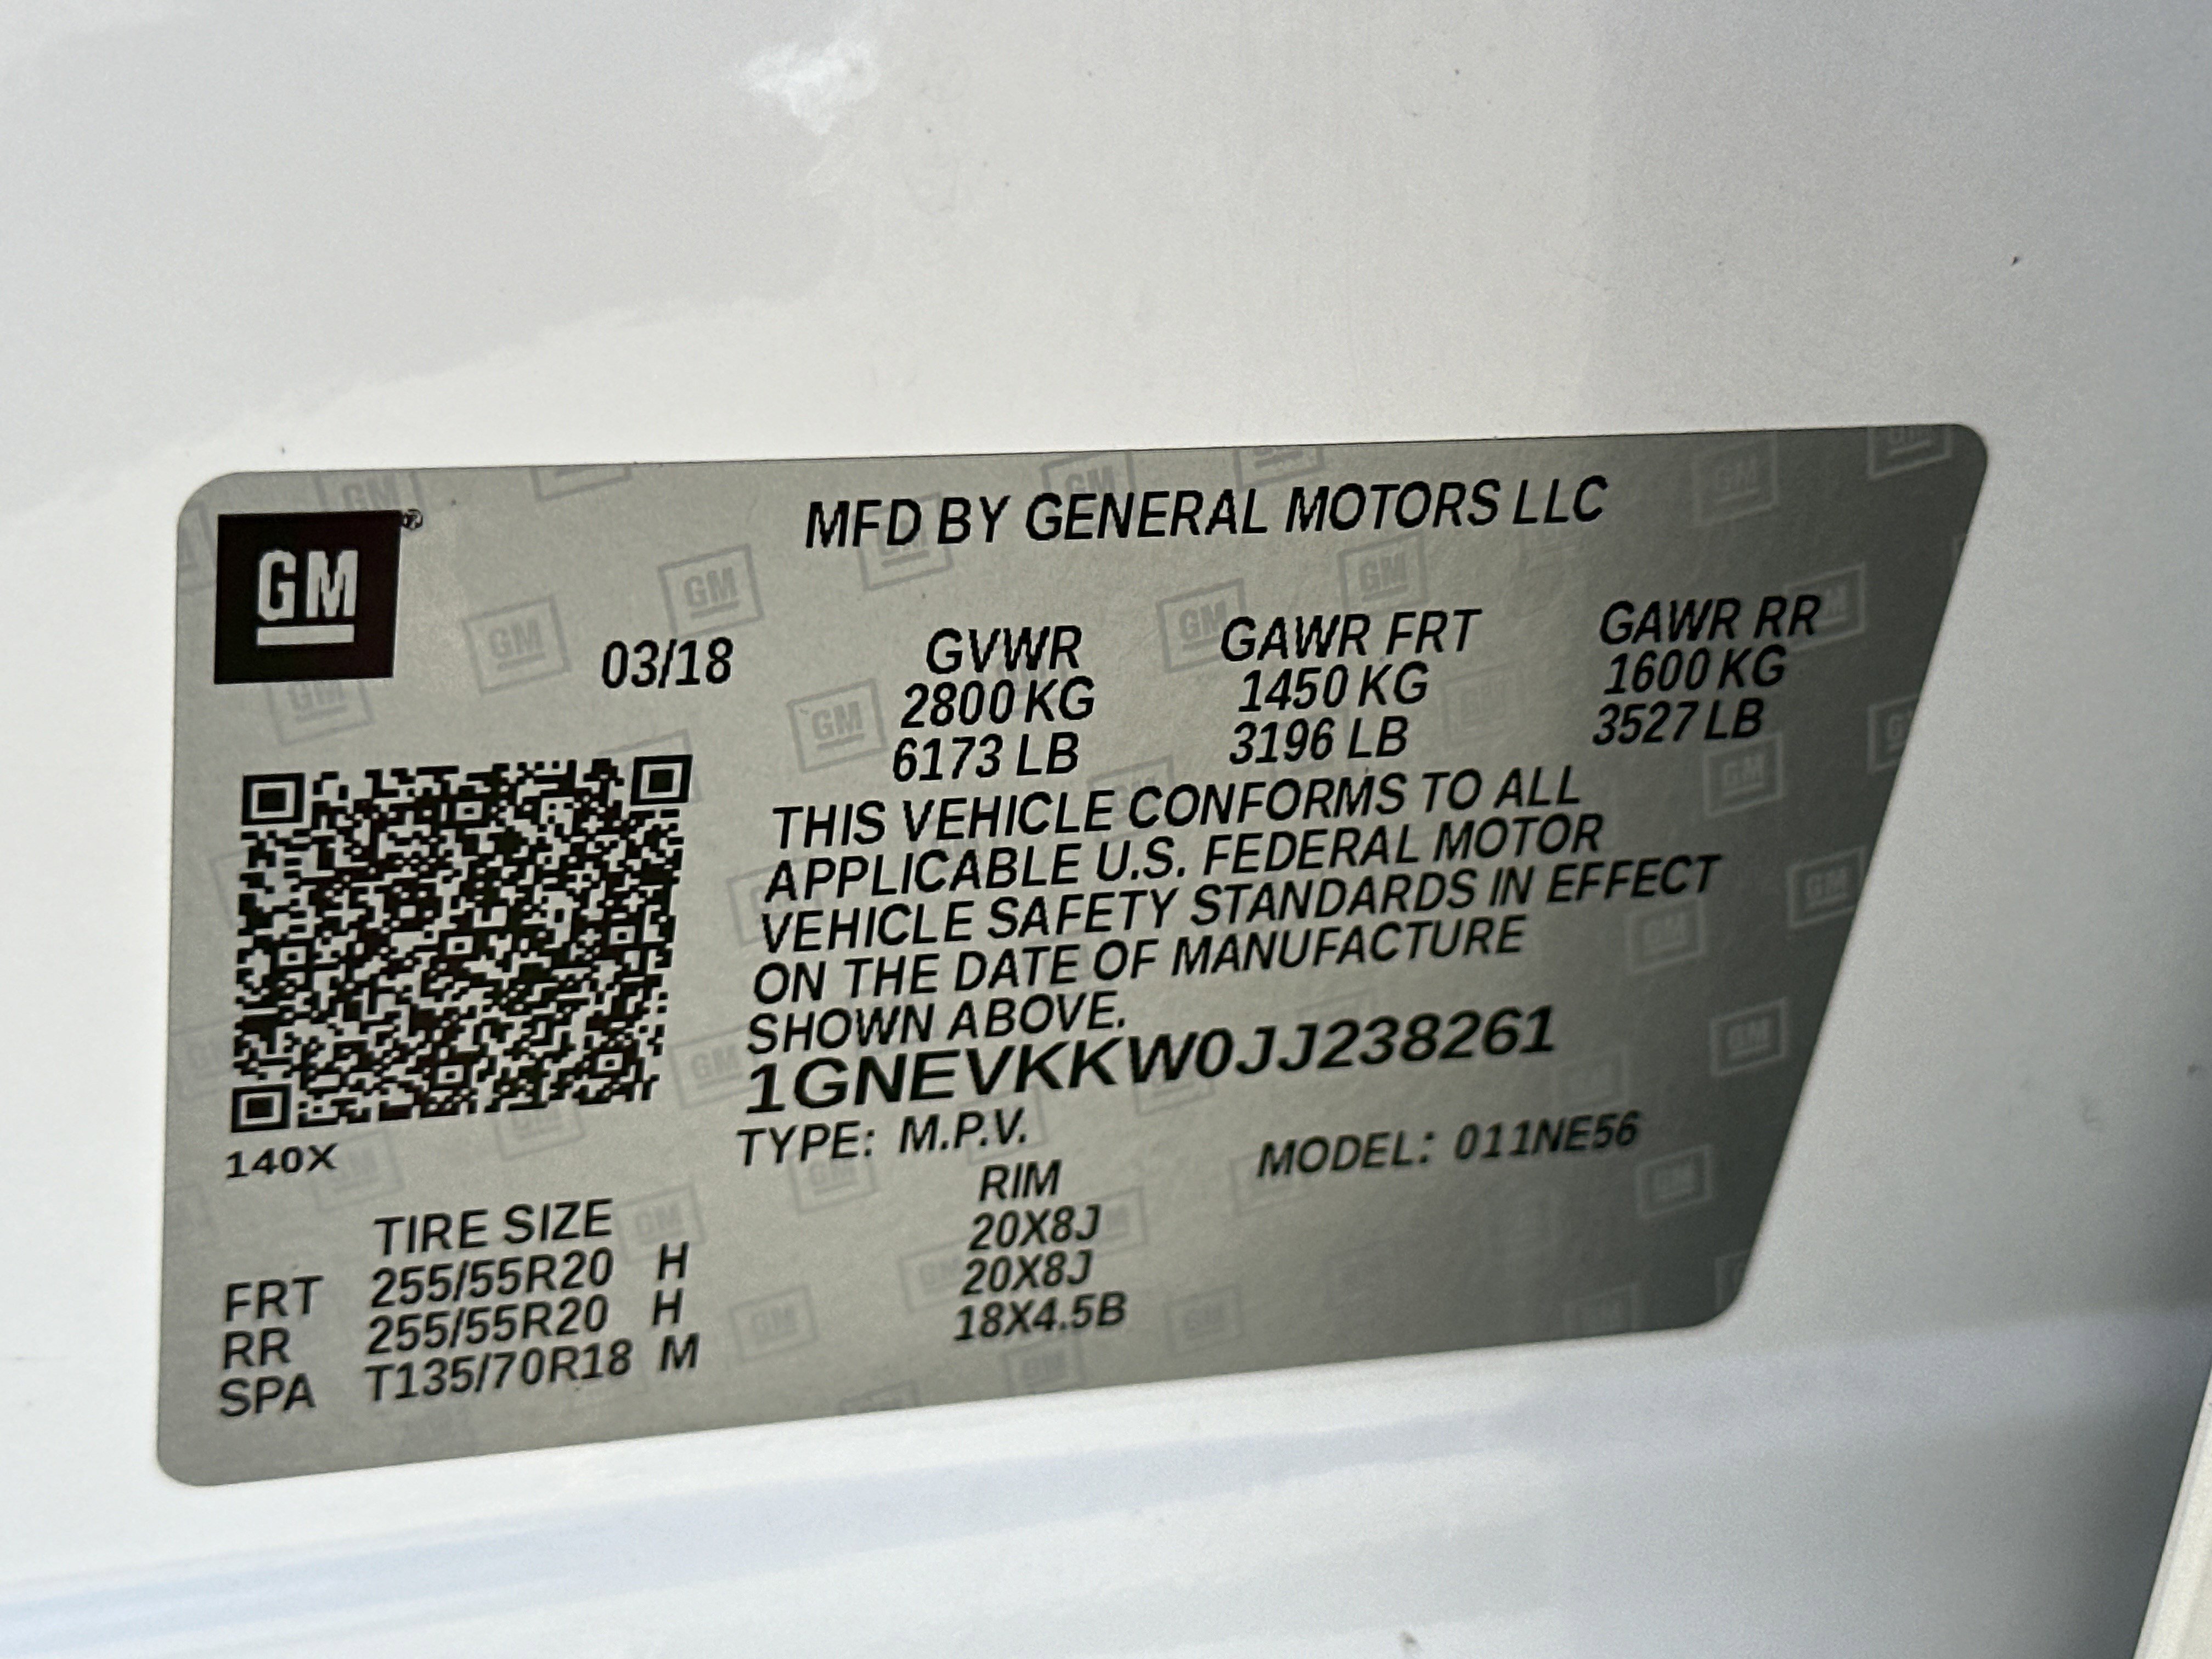 GM
MFD BY GENERAL MOTORS LLC
03/18 GVWR GAWR FRT GAWR RR
2800 KG 1450 KG 1600 KG
6173 LB 3196 LB 3527 LB
THIS VEHICLE CONFORMS TO ALL
APPLICABLE U.S. FEDERAL MOTOR
VEHICLE SAFETY STANDARDS IN EFFECT
ON THE DATE OF MANUFACTURE
SHOWN ABOVE.
1GNEVKKW0JJ238261
140X
TYPE: M.P.V. MODEL: 011NE56
TIRE SIZE RIM
FRT 255/55R20 H 20X8J
RR 255/55R20 H 20X8J
SPA T135/70R18 M 18X4.5B